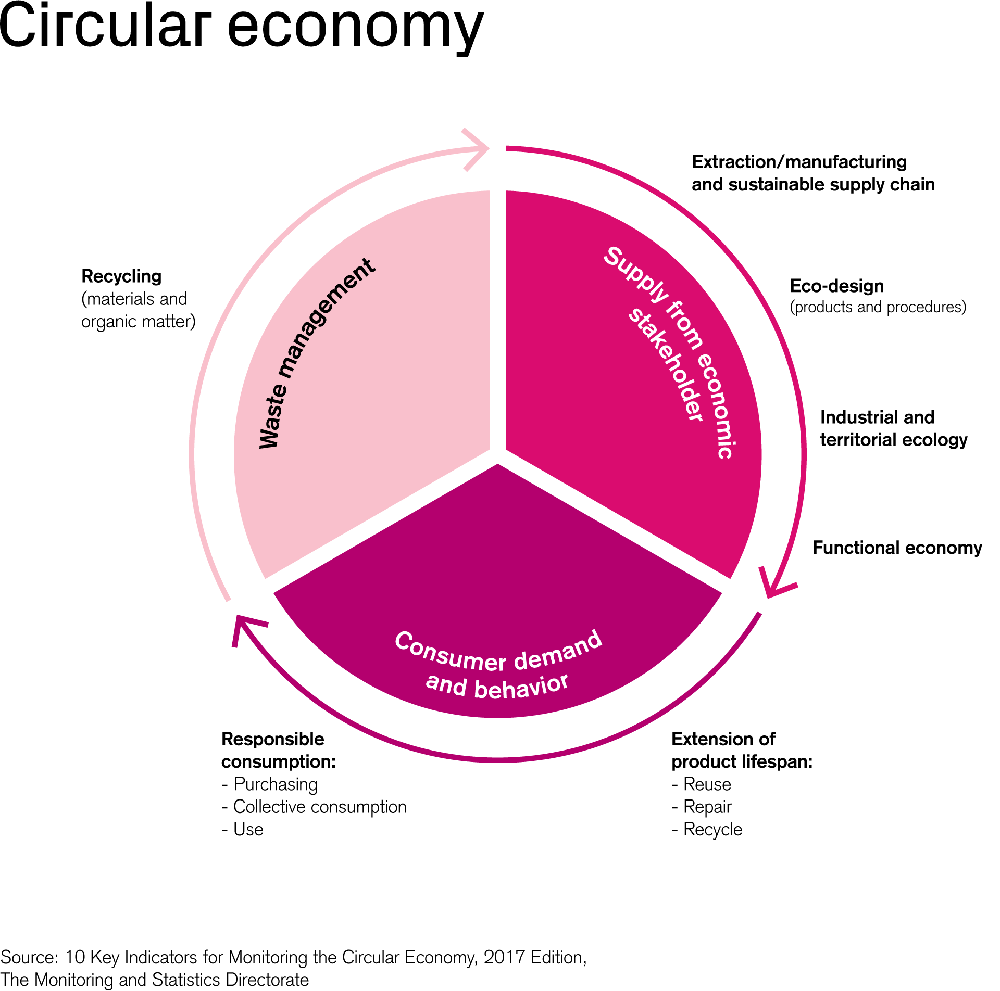 Circular economy
Extraction/manufacturing
and sustainable supply chain
Eco-design
(products and procedures)
Industrial and
territorial ecology
Functional economy
Supply from economic
stakeholder
Consumer demand
and behavior
Extension of
product lifespan:
- Reuse
- Repair
- Recycle
Responsible
consumption:
- Purchasing
- Collective consumption
- Use
Waste management
Recycling
(materials and
organic matter)
Source: 10 Key Indicators for Monitoring the Circular Economy, 2017 Edition,
The Monitoring and Statistics Directorate